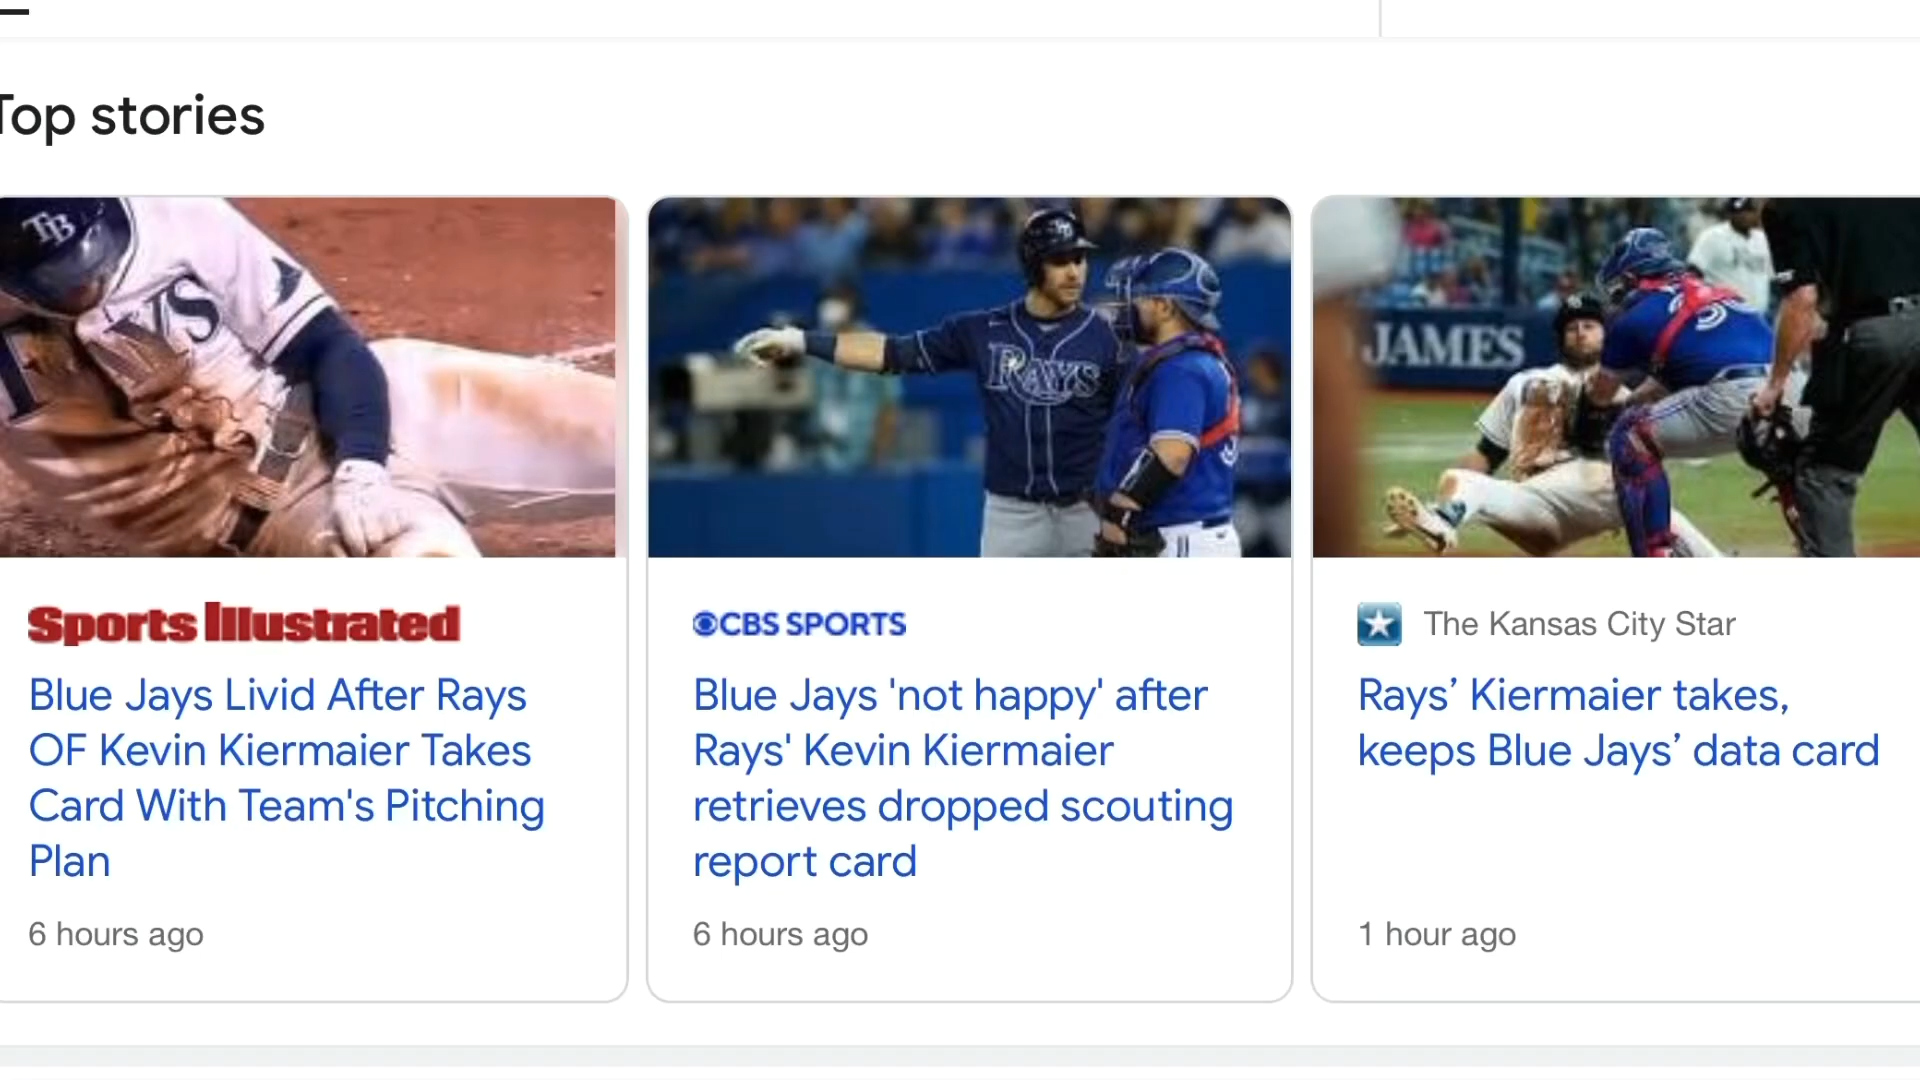 Top stories
TB
RAYS
JAMES
Sports Illustrated
Blue Jays Livid After Rays
OF Kevin Kiermaier Takes
Card With Team's Pitching
Plan
6 hours ago
CBS SPORTS
Blue Jays 'not happy' after
Rays' Kevin Kiermaier
retrieves dropped scouting
report card
6 hours ago
The Kansas City Star
Rays’ Kiermaier takes,
keeps Blue Jays’ data card
1 hour ago